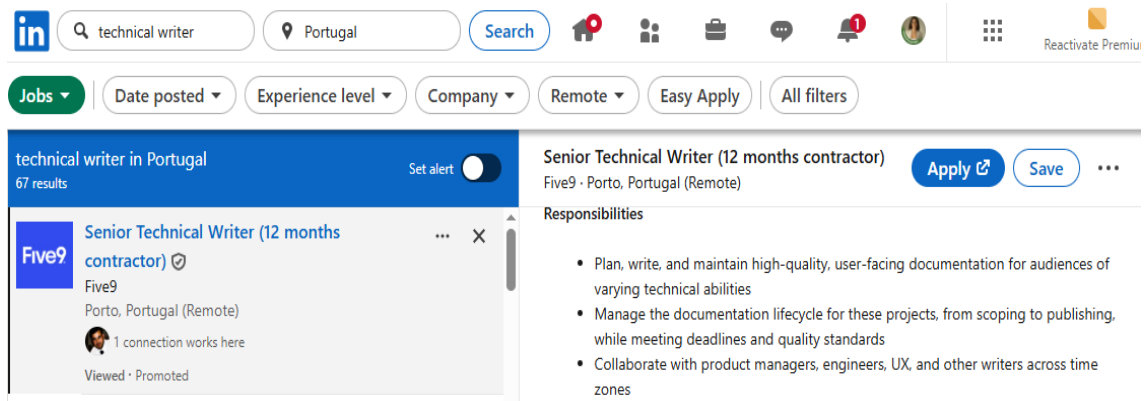 in
technical writer
Portugal
Search
1
Reactivate Premiu
Jobs
Date posted
Experience level
Company
Remote
Easy Apply
All filters
technical writer in Portugal
67 results
Set alert
Senior Technical Writer (12 months
contractor)
Five9
Five9
Porto, Portugal (Remote)
1 connection works here
Viewed · Promoted
Senior Technical Writer (12 months contractor)
Five9 · Porto, Portugal (Remote)
Apply
Save
Responsibilities
• Plan, write, and maintain high-quality, user-facing documentation for audiences of
varying technical abilities
• Manage the documentation lifecycle for these projects, from scoping to publishing,
while meeting deadlines and quality standards
• Collaborate with product managers, engineers, UX, and other writers across time
zones